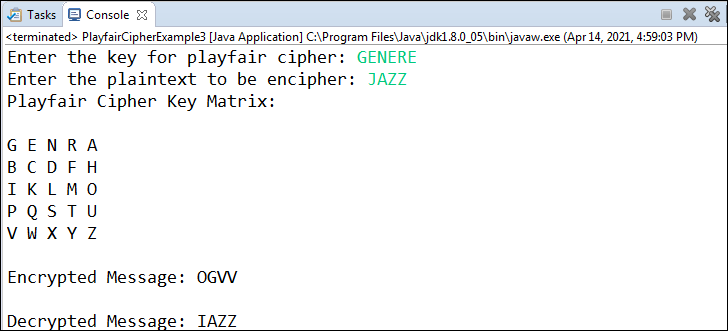 Tasks Console
<terminated> PlayfairCipherExample3 [Java Application] C:\Program Files\Java\jdk1.8.0_05\bin\javaw.exe (Apr 14, 2021, 4:59:03 PM)
Enter the key for playfair cipher: GENERE
Enter the plaintext to be encipher: JAZZ
Playfair Cipher Key Matrix:
G E N R A
B C D F H
I K L M O
P Q S T U
V W X Y Z
Encrypted Message: OGVV
Decrypted Message: IAZZ